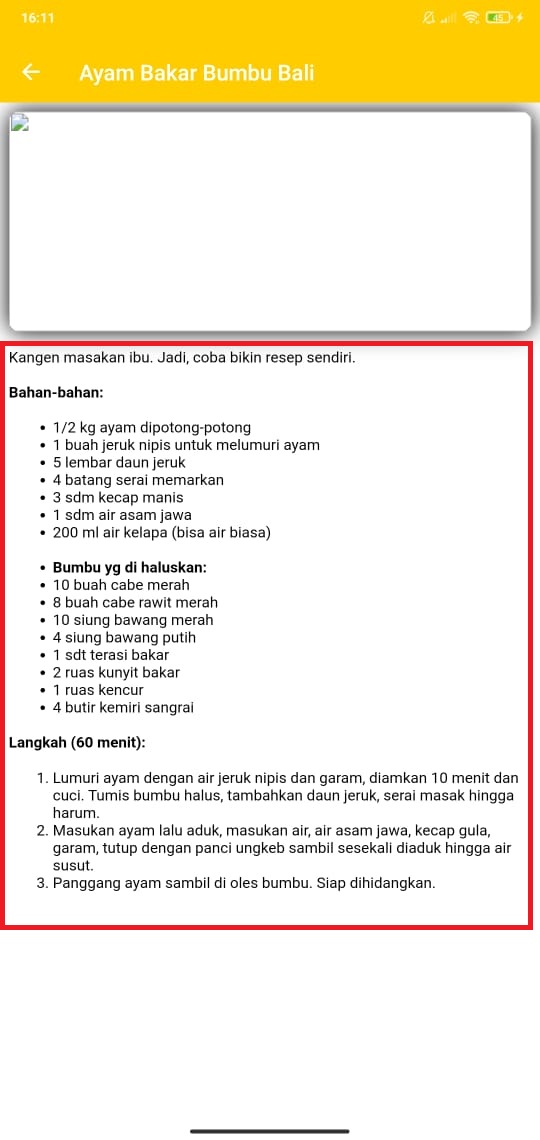 16:11
45
Ayam Bakar Bumbu Bali
Kangen masakan ibu. Jadi, coba bikin resep sendiri.
Bahan-bahan:
• 1/2 kg ayam dipotong-potong
• 1 buah jeruk nipis untuk melumuri ayam
• 5 lembar daun jeruk
• 4 batang serai memarkan
• 3 sdm kecap manis
• 1 sdm air asam jawa
• 200 ml air kelapa (bisa air biasa)
• Bumbu yg di haluskan:
• 10 buah cabe merah
• 8 buah cabe rawit merah
• 10 siung bawang merah
• 4 siung bawang putih
• 1 sdt terasi bakar
• 2 ruas kunyit bakar
• 1 ruas kencur
• 4 butir kemiri sangrai
Langkah (60 menit):
1. Lumuri ayam dengan air jeruk nipis dan garam, diamkan 10 menit dan
cuci. Tumis bumbu halus, tambahkan daun jeruk, serai masak hingga
harum.
2. Masukan ayam lalu aduk, masukan air, air asam jawa, kecap gula,
garam, tutup dengan panci ungkeb sambil sesekali diaduk hingga air
susut.
3. Panggang ayam sambil di oles bumbu. Siap dihidangkan.